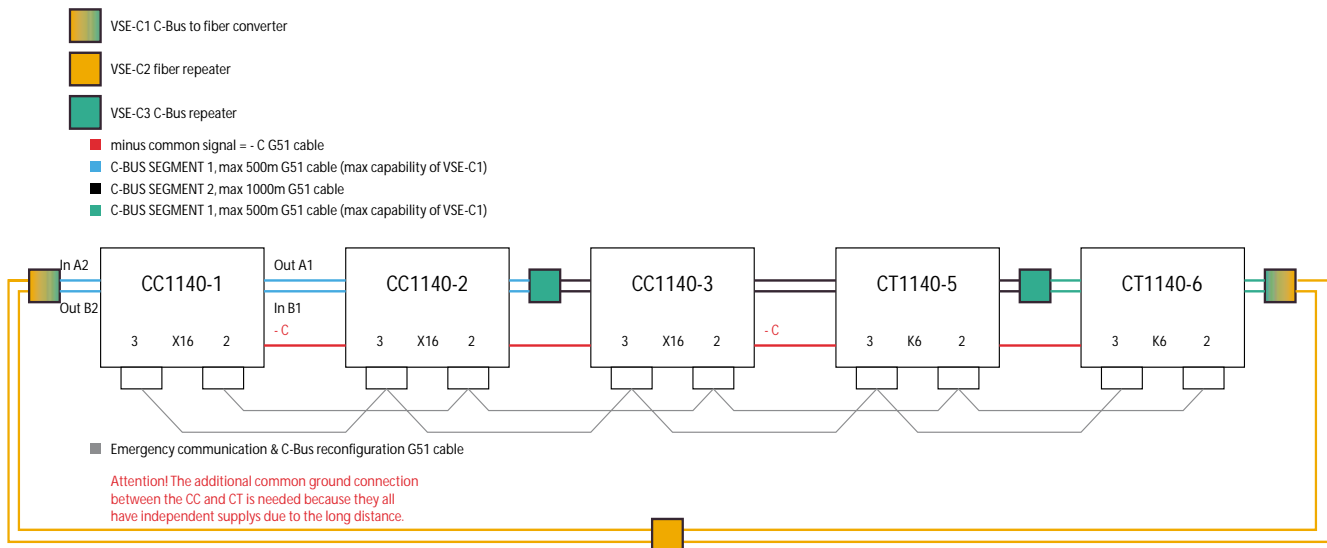 VSE-C1 C-Bus to fiber converter
VSE-C2 fiber repeater
VSE-C3 C-Bus repeater
minus common signal = - C G51 cable
C-BUS SEGMENT 1, max 500m G51 cable (max capability of VSE-C1)
C-BUS SEGMENT 2, max 1000m G51 cable
C-BUS SEGMENT 1, max 500m G51 cable (max capability of VSE-C1)
In A2
Out B2
CC1140-1
3 X16 2
Out A1
In B1
- C
CC1140-2
3 X16 2
CC1140-3
3 X16 2
- C
CT1140-5
3 K6 2
CT1140-6
3 K6 2
Emergency communication & C-Bus reconfiguration G51 cable
Attention! The additional common ground connection
between the CC and CT is needed because they all
have independent supplys due to the long distance.